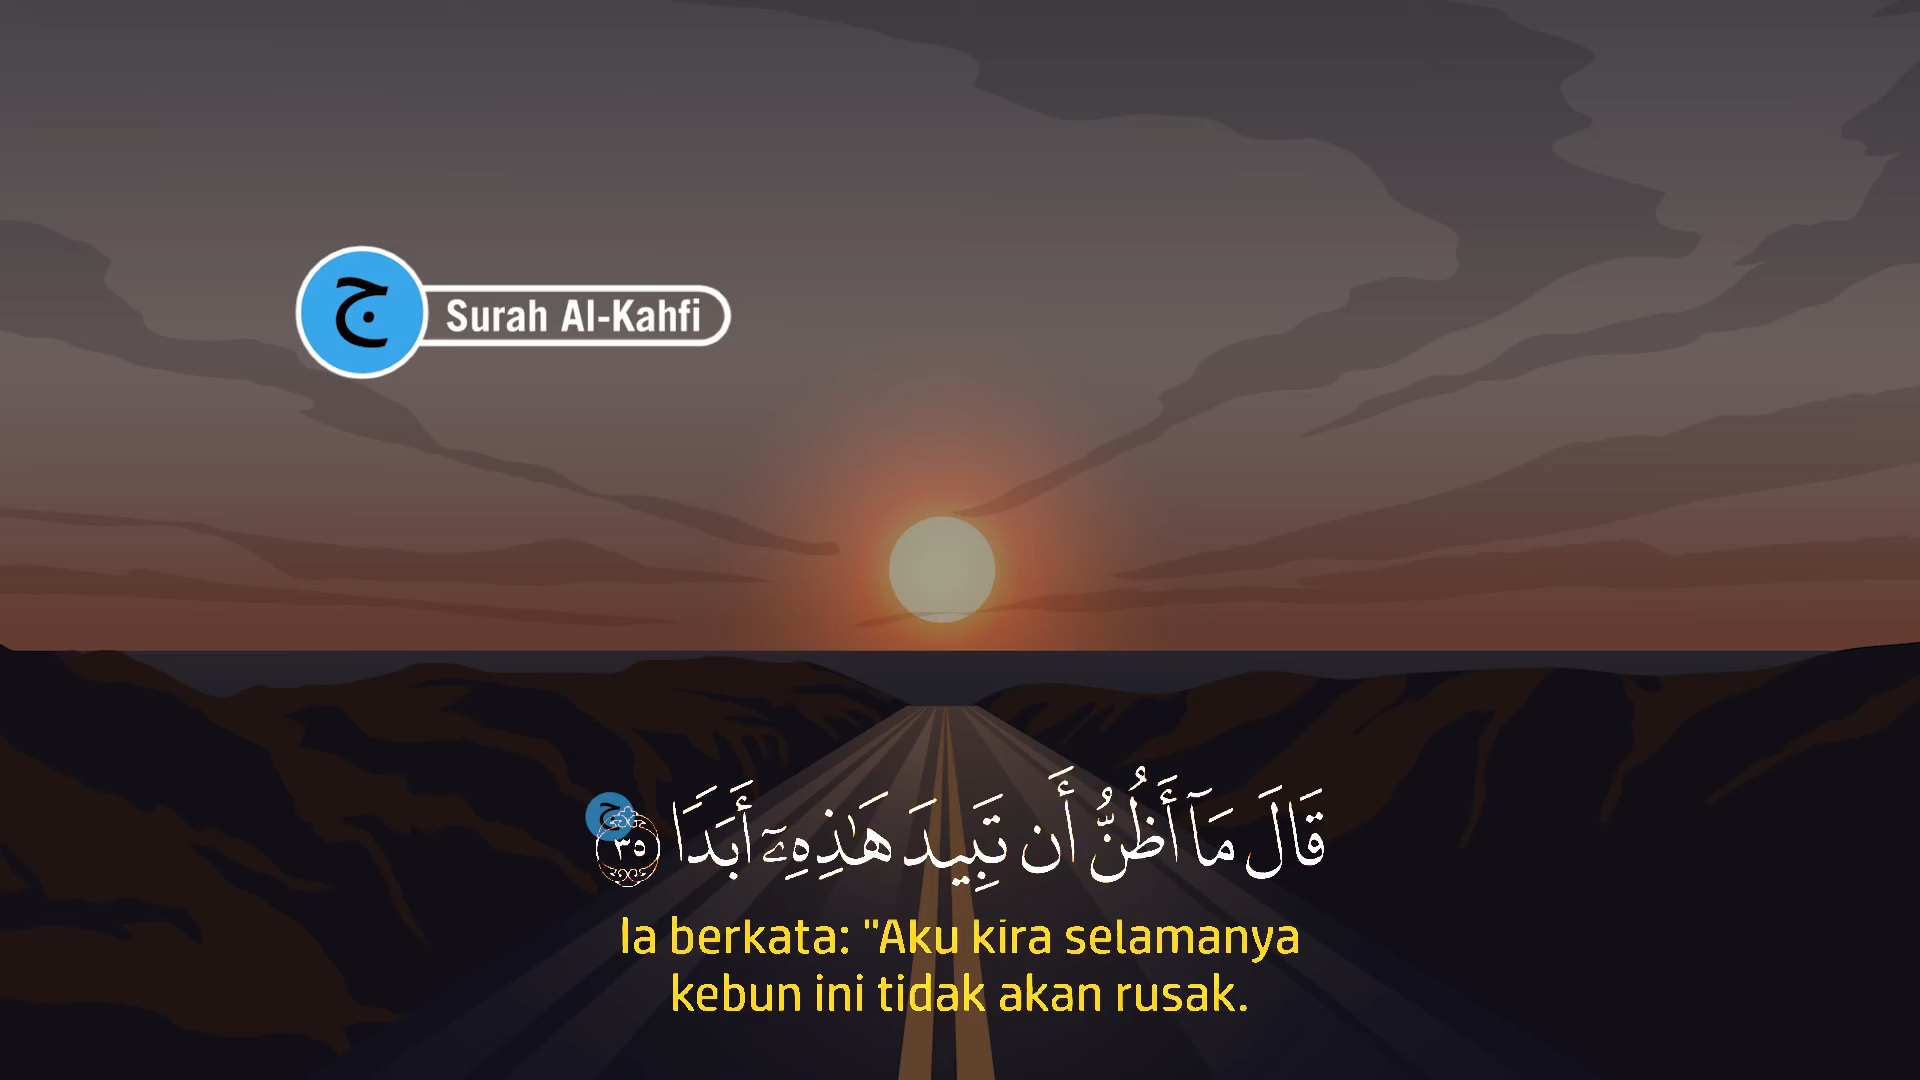 ج
Surah Al-Kahfi
قَالَ مَآ أَظُنُّ أَن تَبِيدَ هَـٰذِهِۦٓ أَبَدًا ٣٥
ج
Ia berkata: "Aku kira selamanya
kebun ini tidak akan rusak.